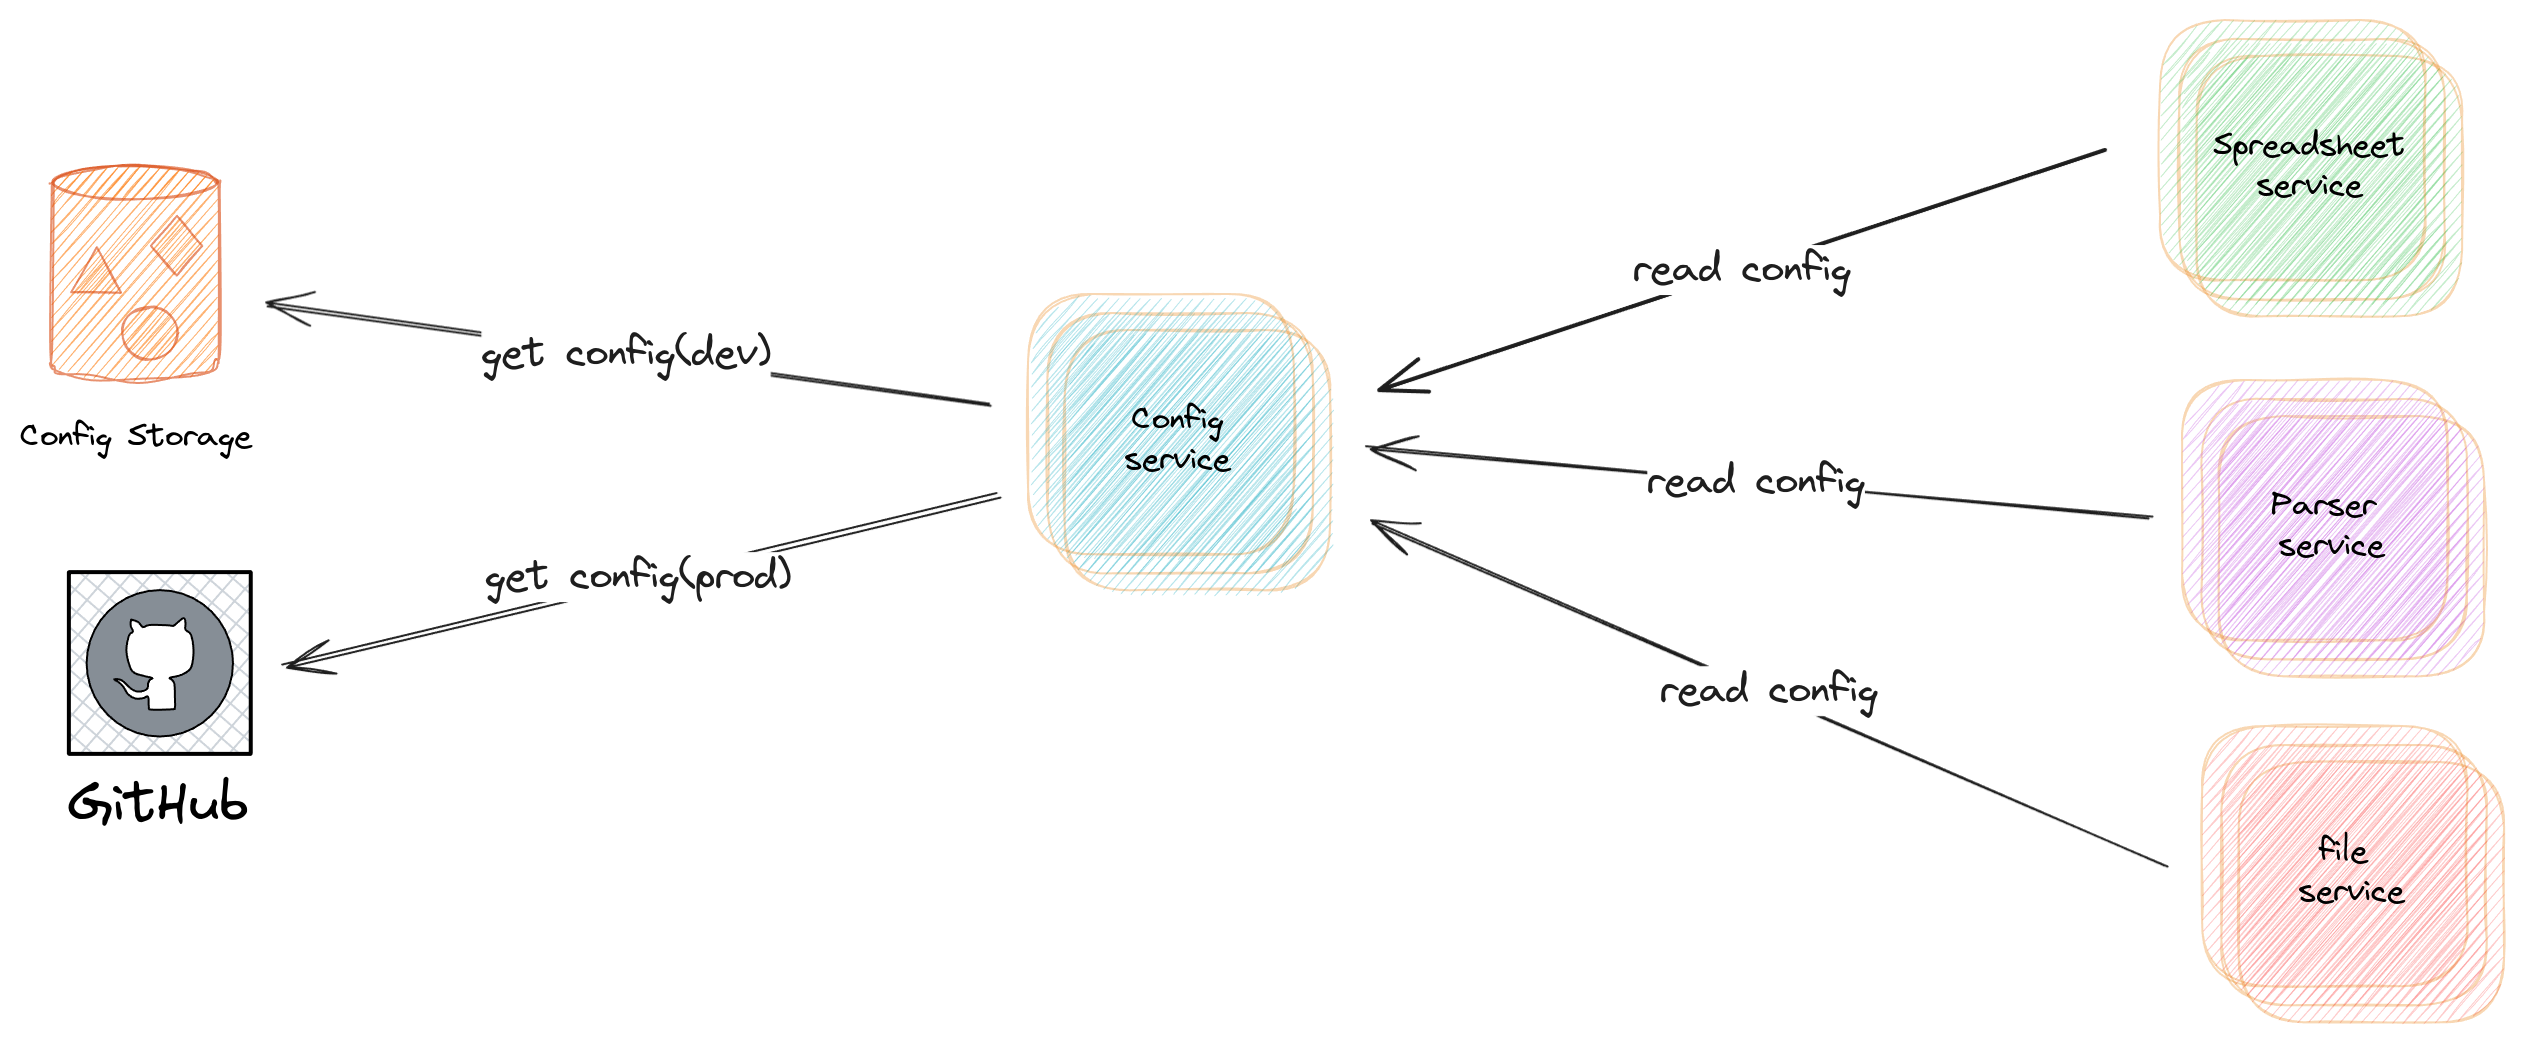 Spreadsheet
service
read config
get config(dev)
Config
service
Config Storage
read config
Parser
service
get config(prod)
read config
GitHub
file
service